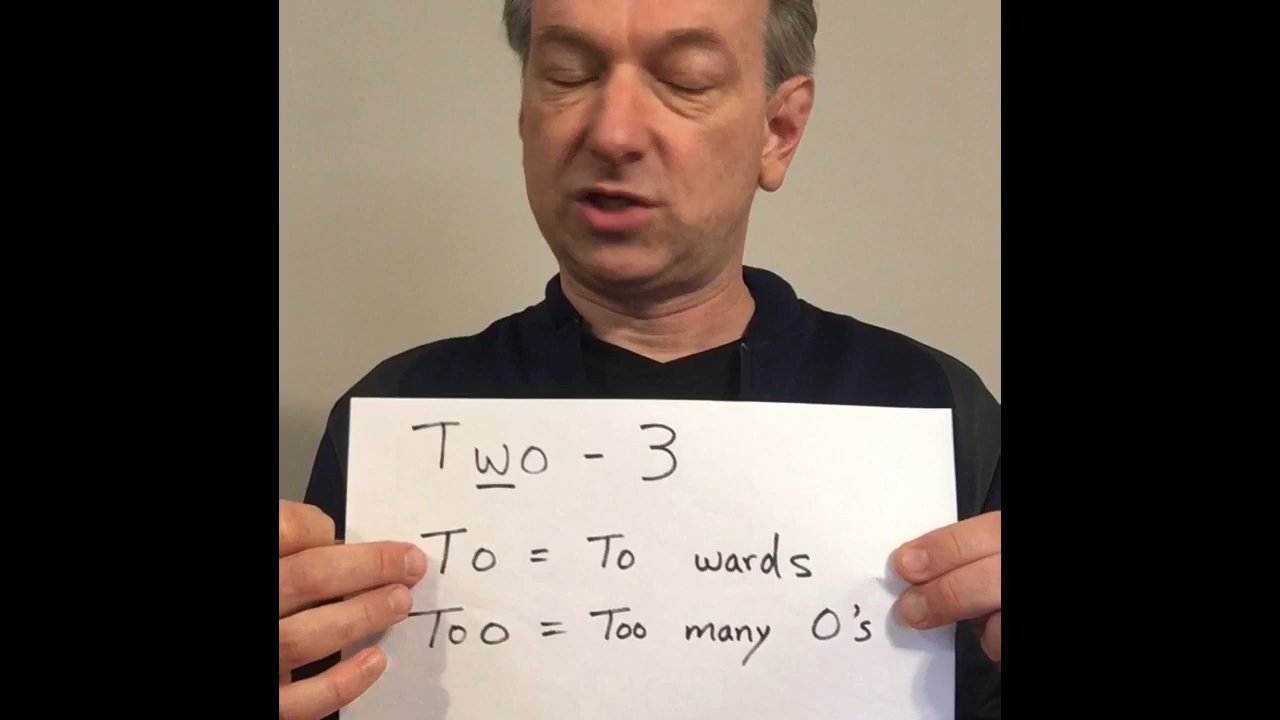 Two - 3
To = To wards
Too = Too many O's